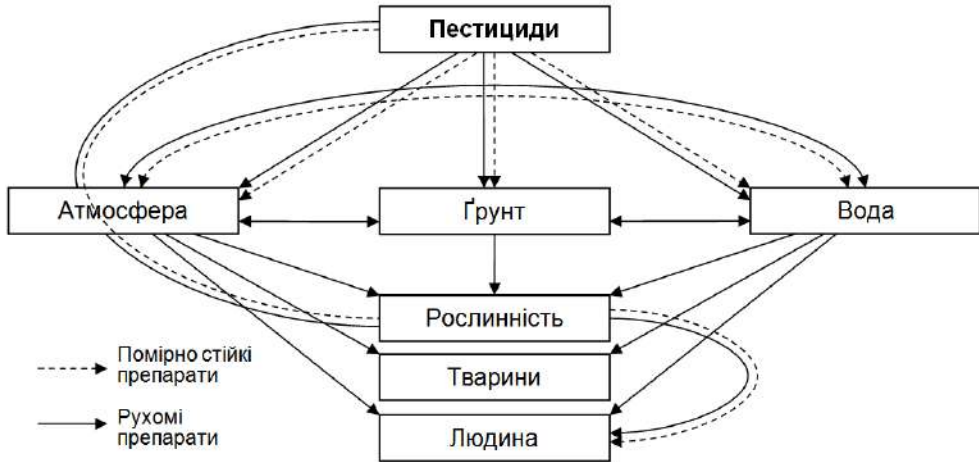 Пестициди
Атмосфера
Ґрунт
Вода
Рослинність
Тварини
Людина
Помірно стійкі
препарати
Рухомі
препарати